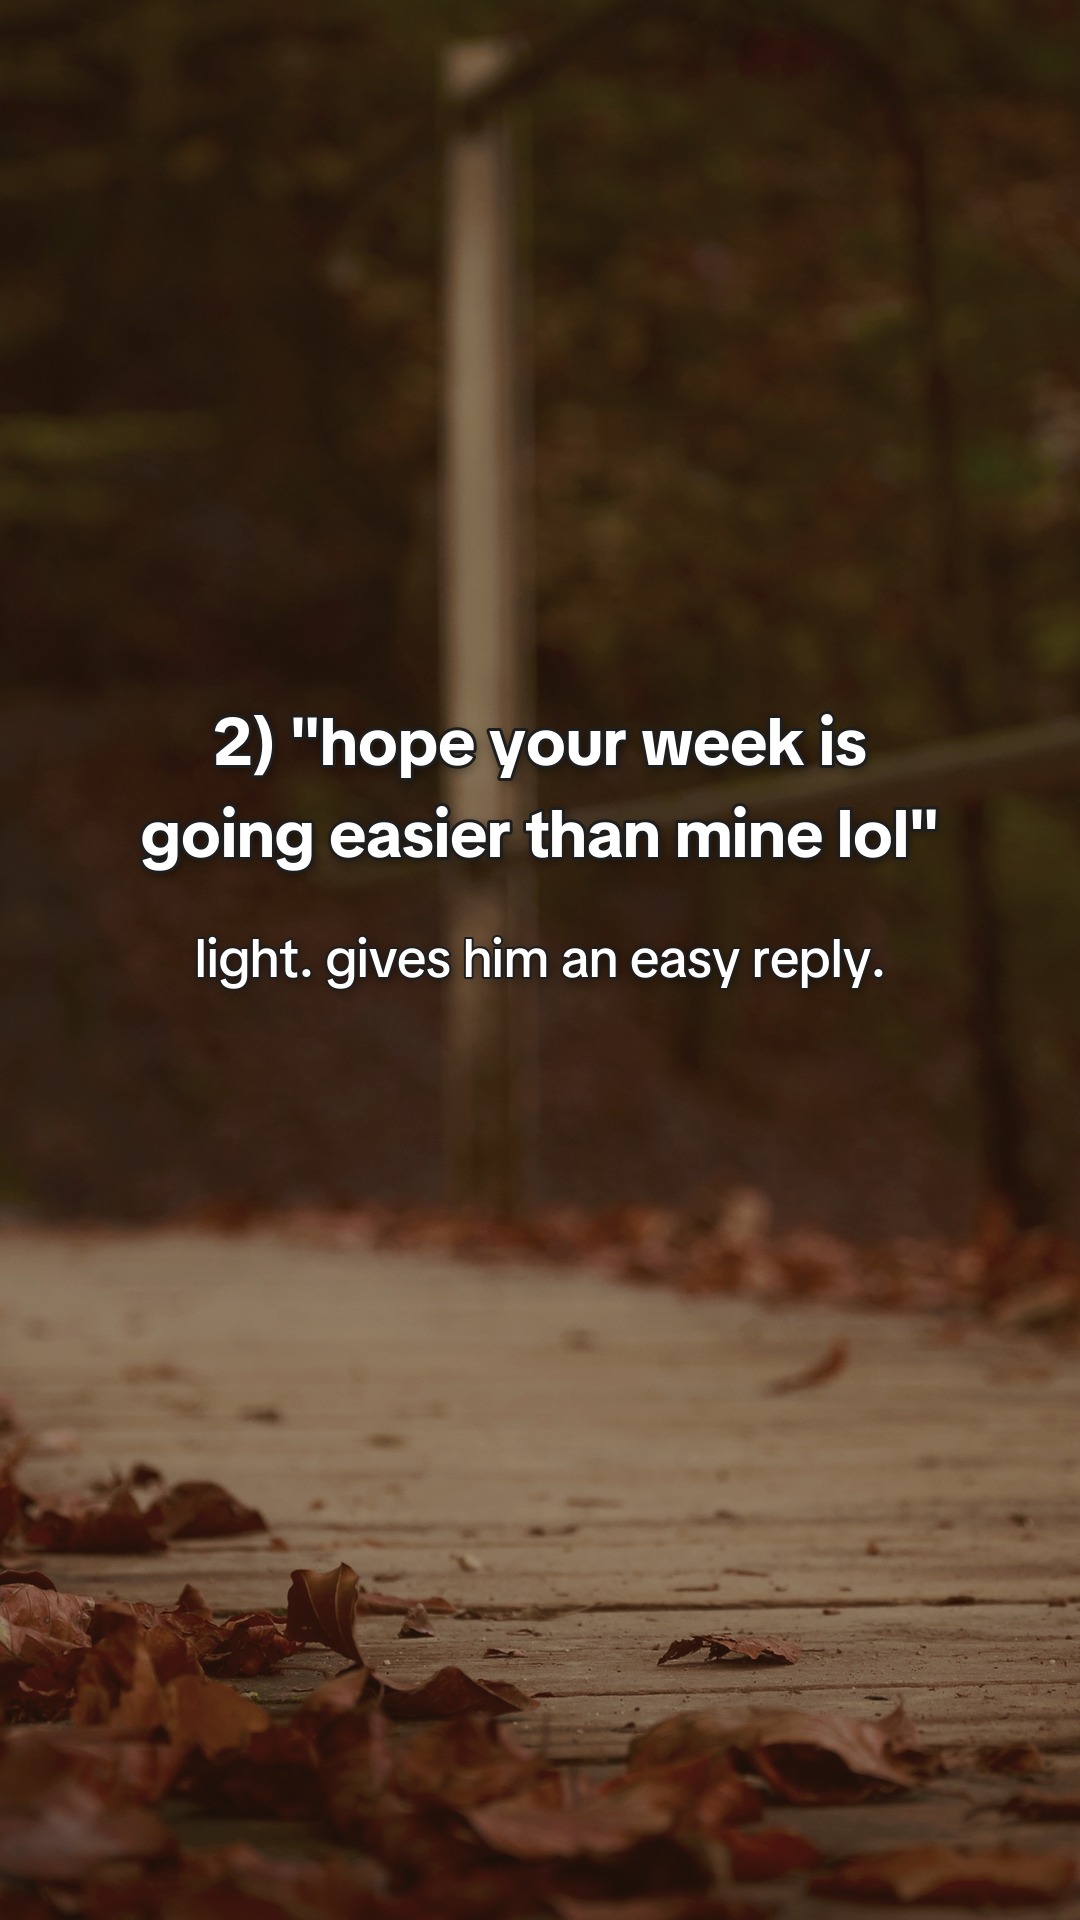 2) "hope your week is
going easier than mine lol"
light. gives him an easy reply.